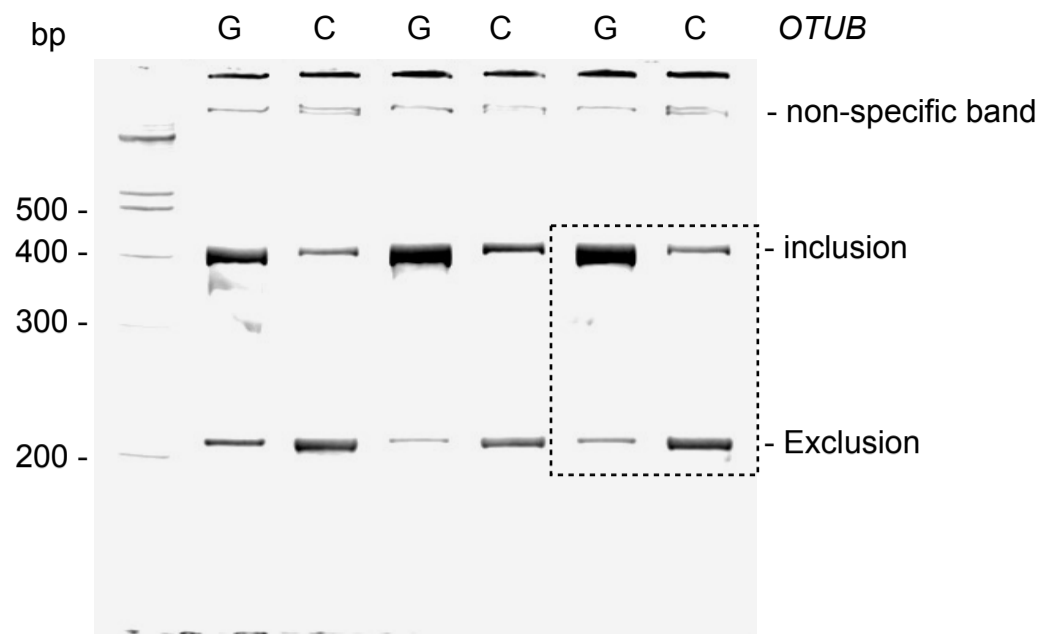 bp G C G C G C OTUB
- non-specific band
500 -
400 - - inclusion
300 -
200 - - Exclusion